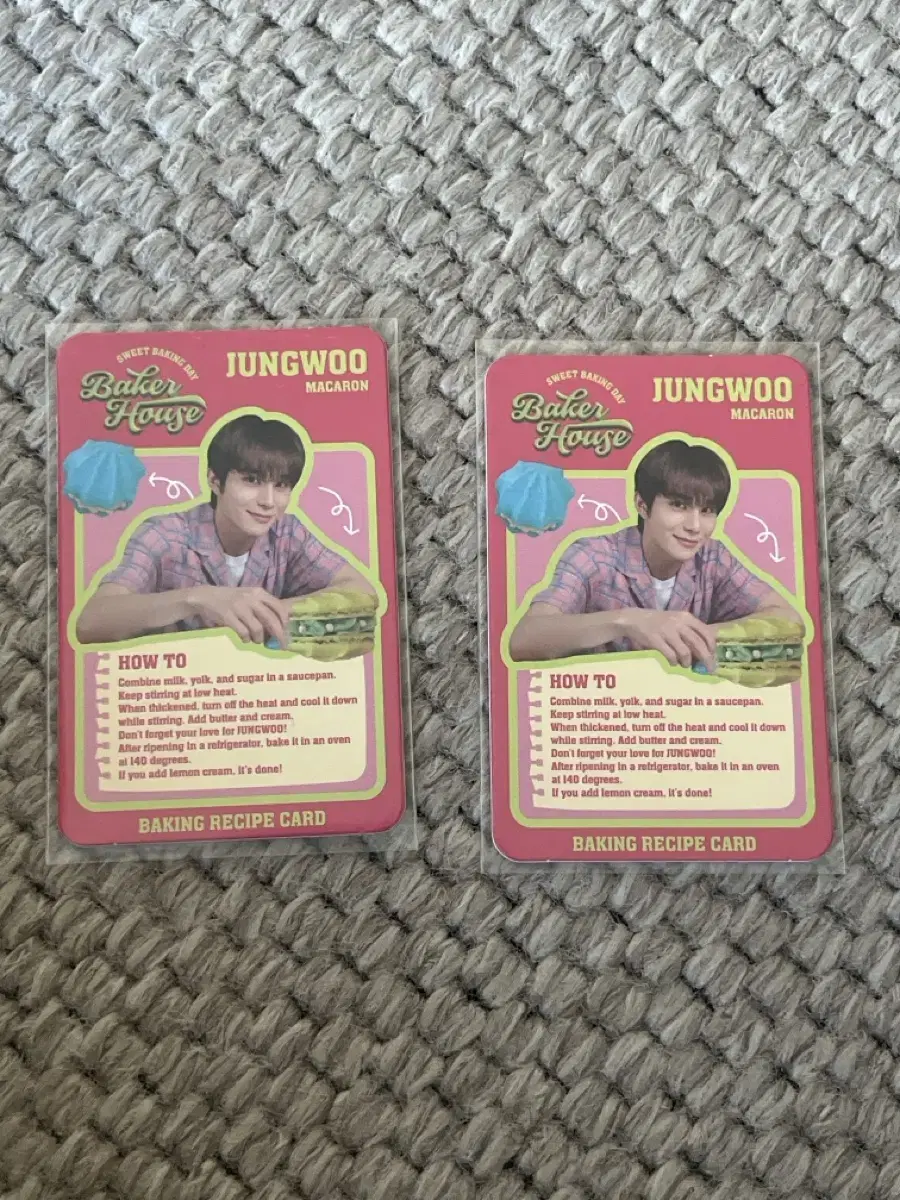 SWEET BAKING DAY
Baker
House
JUNGWOO
MACARON
HOW TO
Combine milk, yolk, and sugar in a saucepan.
Keep stirring at low heat.
When thickened, turn off the heat and cool it down
while stirring. Add butter and cream.
Don't forget your love for JUNGWOO!
After ripening in a refrigerator, bake it in an oven
at 140 degrees.
If you add lemon cream, it's done!
BAKING RECIPE CARD
SWEET BAKING DAY
Baker
House
JUNGWOO
MACARON
HOW TO
Combine milk, yolk, and sugar in a saucepan.
Keep stirring at low heat.
When thickened, turn off the heat and cool it down
while stirring. Add butter and cream.
Don't forget your love for JUNGWOO!
After ripening in a refrigerator, bake it in an oven
at 140 degrees.
If you add lemon cream, it's done!
BAKING RECIPE CARD